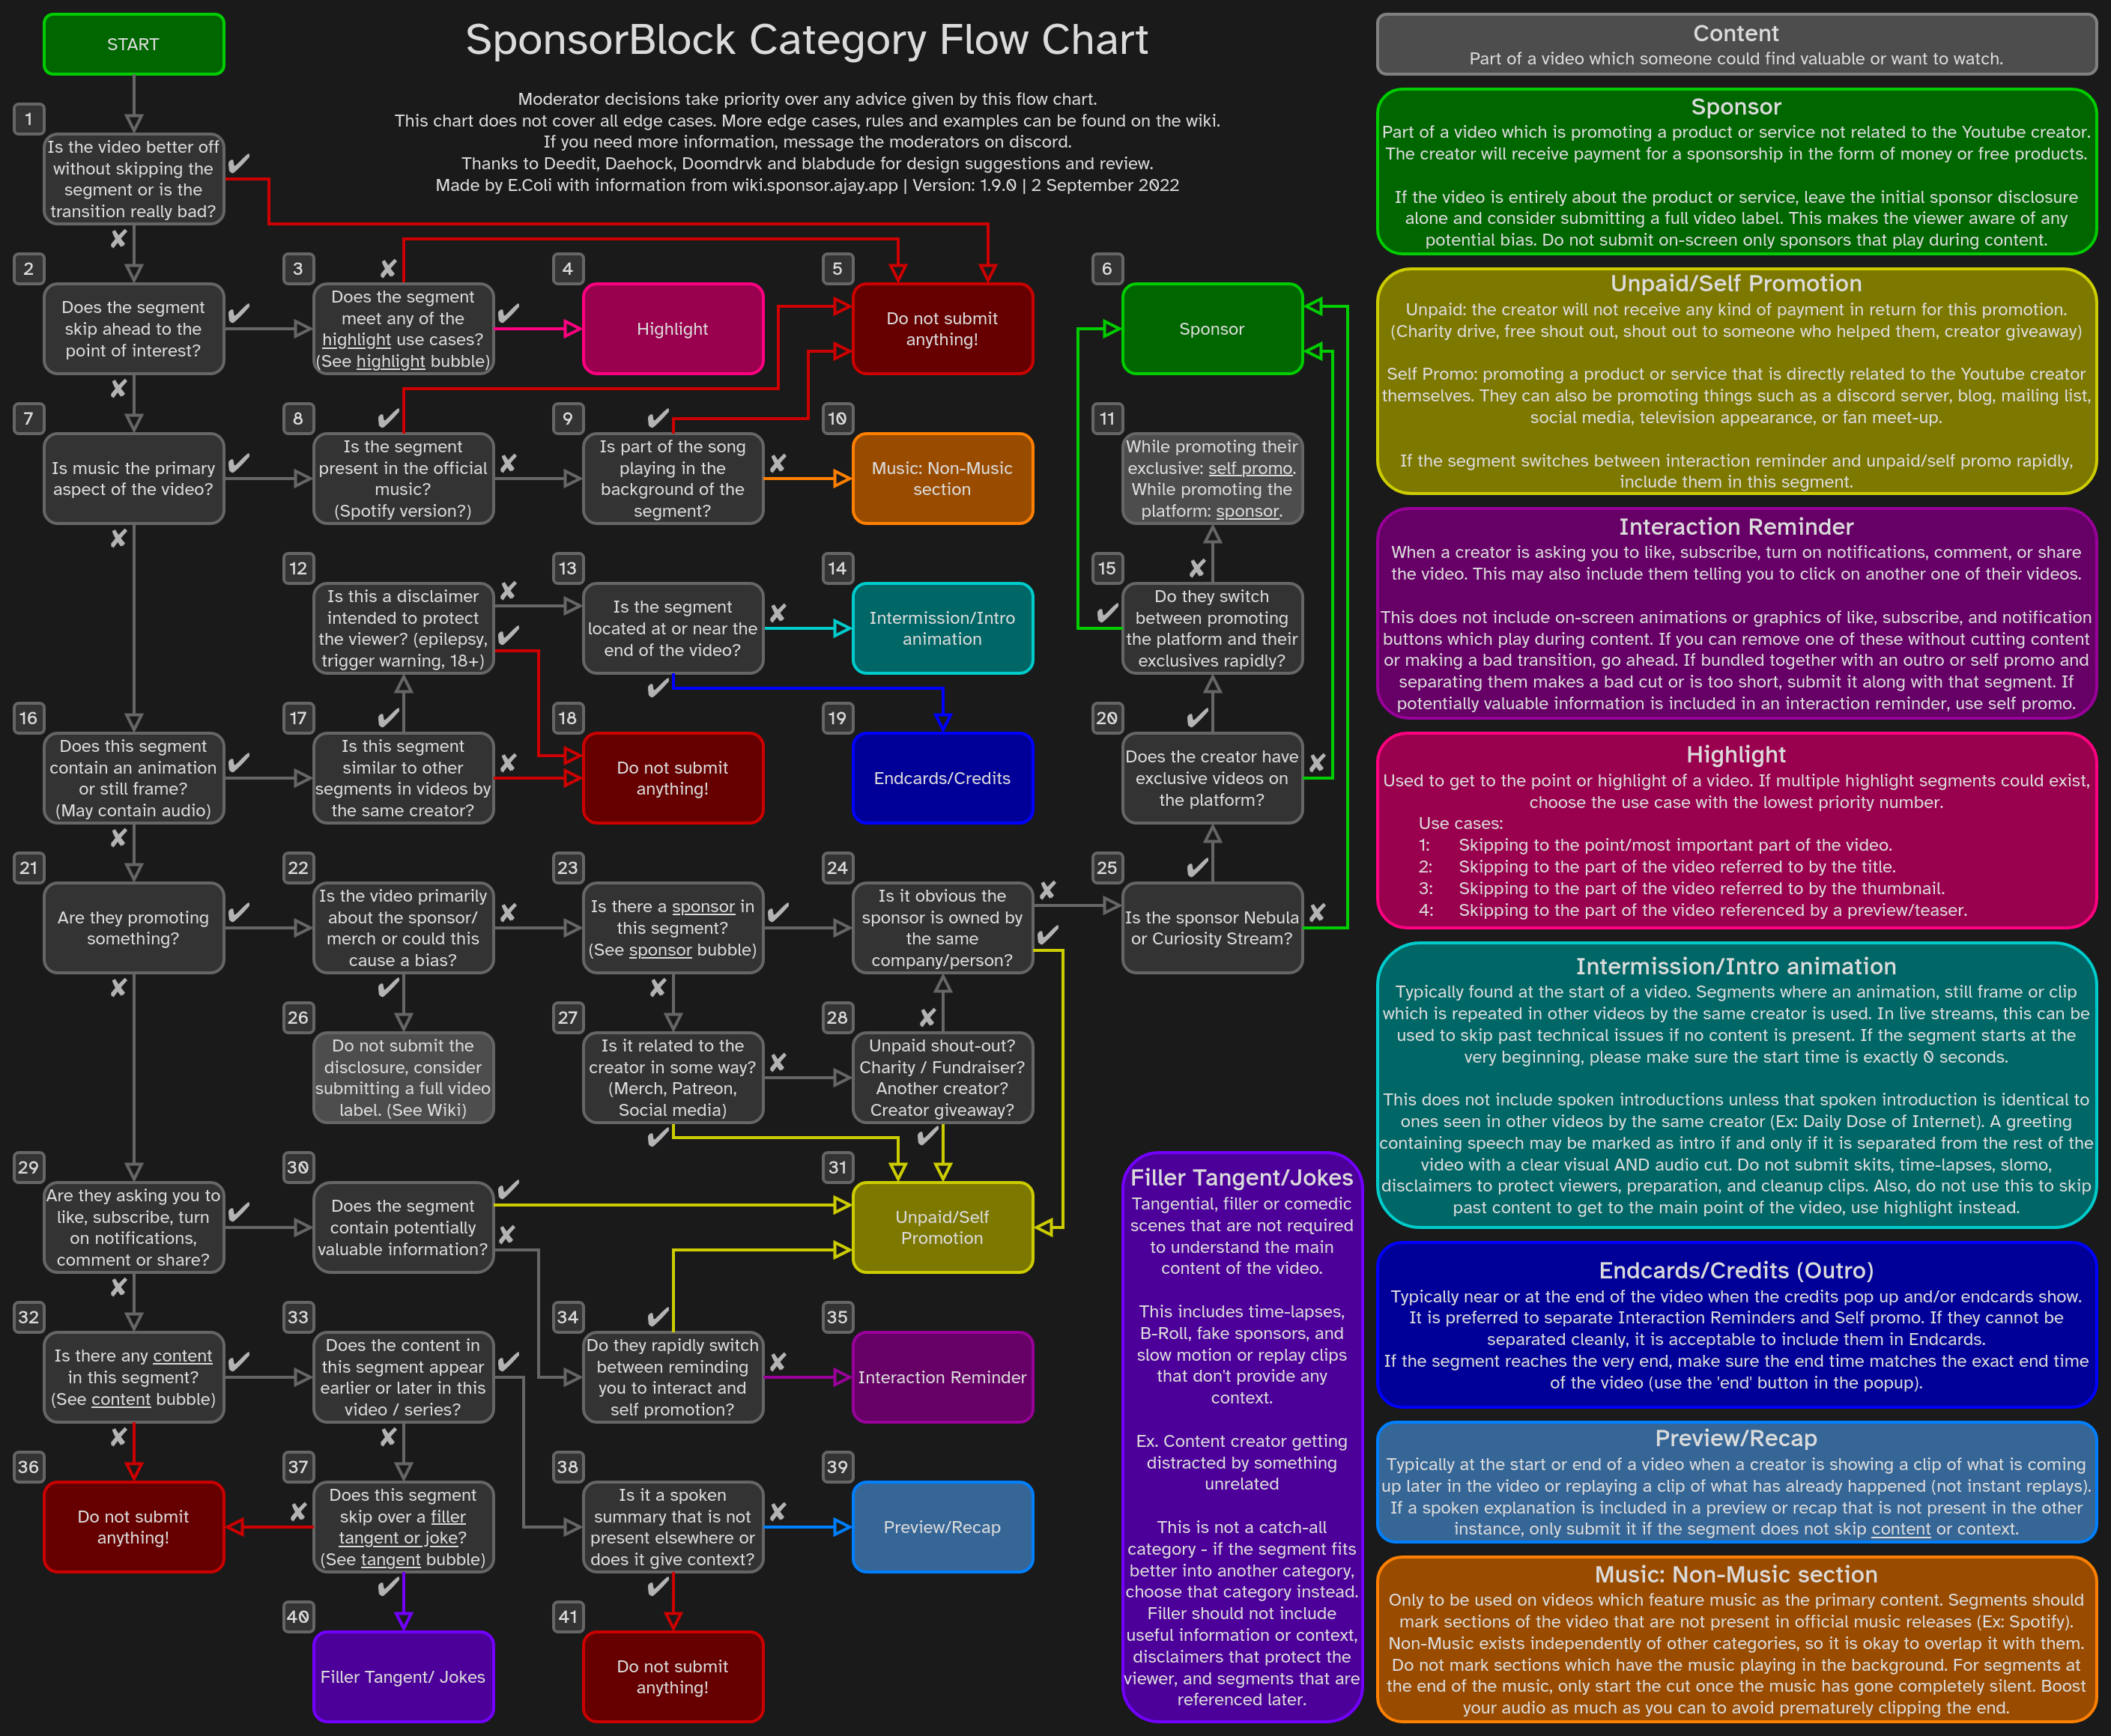 SponsorBlock Category Flow Chart
Moderator decisions take priority over any advice given by this flow chart.
This chart does not cover all edge cases. More edge cases, rules and examples can be found on the wiki.
If you need more information, message the moderators on discord.
Thanks to Deedit, Daehock, Doomdrvk and blabdude for design suggestions and review.
Made by E.Coli with information from wiki.sponsor.ajay.app | Version: 1.9.0 | 2 September 2022
START
1
Is the video better off
without skipping the
segment or is the
transition really bad?
✔
✘
2
Does the segment
skip ahead to the
point of interest?
✔
✘
3
Does the segment
meet any of the
highlight use cases?
(See highlight bubble)
✘
✔
4
Highlight
5
Do not submit
anything!
6
Sponsor
7
Is music the primary
aspect of the video?
✔
✘
8
Is the segment
present in the official
music?
(Spotify version?)
✔
✘
9
Is part of the song
playing in the
background of the
segment?
✔
✘
10
Music: Non-Music
section
11
While promoting their
exclusive: self promo.
While promoting the
platform: sponsor.
12
Is this a disclaimer
intended to protect
the viewer? (epilepsy,
trigger warning, 18+)
✘
✔
13
Is the segment
located at or near the
end of the video?
✘
✔
14
Intermission/Intro
animation
15
Do they switch
between promoting
the platform and their
exclusives rapidly?
✘
✔
16
Does this segment
contain an animation
or still frame?
(May contain audio)
✔
✘
17
Is this segment
similar to other
segments in videos by
the same creator?
✔
✘
18
Do not submit
anything!
19
Endcards/Credits
20
Does the creator have
exclusive videos on
the platform?
✔
✘
21
Are they promoting
something?
✔
✘
22
Is the video primarily
about the sponsor/
merch or could this
cause a bias?
✘
✔
23
Is there a sponsor in
this segment?
(See sponsor bubble)
✔
✘
24
Is it obvious the
sponsor is owned by
the same
company/person?
✘
✔
25
Is the sponsor Nebula
or Curiosity Stream?
✔
✘
26
Do not submit the
disclosure, consider
submitting a full video
label. (See Wiki)
27
Is it related to the
creator in some way?
(Merch, Patreon,
Social media)
✘
✔
28
Unpaid shout-out?
Charity / Fundraiser?
Another creator?
Creator giveaway?
✘
✔
29
Are they asking you to
like, subscribe, turn
on notifications,
comment or share?
✔
✘
30
Does the segment
contain potentially
valuable information?
✔
✘
31
Unpaid/Self
Promotion
32
Is there any content
in this segment?
(See content bubble)
✔
✘
33
Does the content in
this segment appear
earlier or later in this
video / series?
✔
✘
34
Do they rapidly switch
between reminding
you to interact and
self promotion?
✔
✘
35
Interaction Reminder
36
Do not submit
anything!
37
Does this segment
skip over a filler
tangent or joke?
(See tangent bubble)
✘
✔
38
Is it a spoken
summary that is not
present elsewhere or
does it give context?
✘
✔
39
Preview/Recap
40
Filler Tangent/ Jokes
41
Do not submit
anything!
Filler Tangent/Jokes
Tangential, filler or comedic
scenes that are not required
to understand the main
content of the video.
This includes time-lapses,
B-Roll, fake sponsors, and
slow motion or replay clips
that don't provide any
context.
Ex. Content creator getting
distracted by something
unrelated
This is not a catch-all
category - if the segment fits
better into another category,
choose that category instead.
Filler should not include
useful information or context,
disclaimers that protect the
viewer, and segments that are
referenced later.
Content
Part of a video which someone could find valuable or want to watch.
Sponsor
Part of a video which is promoting a product or service not related to the Youtube creator.
The creator will receive payment for a sponsorship in the form of money or free products.
If the video is entirely about the product or service, leave the initial sponsor disclosure
alone and consider submitting a full video label. This makes the viewer aware of any
potential bias. Do not submit on-screen only sponsors that play during content.
Unpaid/Self Promotion
Unpaid: the creator will not receive any kind of payment in return for this promotion.
(Charity drive, free shout out, shout out to someone who helped them, creator giveaway)
Self Promo: promoting a product or service that is directly related to the Youtube creator
themselves. They can also be promoting things such as a discord server, blog, mailing list,
social media, television appearance, or fan meet-up.
If the segment switches between interaction reminder and unpaid/self promo rapidly,
include them in this segment.
Interaction Reminder
When a creator is asking you to like, subscribe, turn on notifications, comment, or share
the video. This may also include them telling you to click on another one of their videos.
This does not include on-screen animations or graphics of like, subscribe, and notification
buttons which play during content. If you can remove one of these without cutting content
or making a bad transition, go ahead. If bundled together with an outro or self promo and
separating them makes a bad cut or is too short, submit it along with that segment. If
potentially valuable information is included in an interaction reminder, use self promo.
Highlight
Used to get to the point or highlight of a video. If multiple highlight segments could exist,
choose the use case with the lowest priority number.
Use cases:
1: Skipping to the point/most important part of the video.
2: Skipping to the part of the video referred to by the title.
3: Skipping to the part of the video referred to by the thumbnail.
4: Skipping to the part of the video referenced by a preview/teaser.
Intermission/Intro animation
Typically found at the start of a video. Segments where an animation, still frame or clip
which is repeated in other videos by the same creator is used. In live streams, this can be
used to skip past technical issues if no content is present. If the segment starts at the
very beginning, please make sure the start time is exactly 0 seconds.
This does not include spoken introductions unless that spoken introduction is identical to
ones seen in other videos by the same creator (Ex: Daily Dose of Internet). A greeting
containing speech may be marked as intro if and only if it is separated from the rest of the
video with a clear visual AND audio cut. Do not submit skits, time-lapses, slomo,
disclaimers to protect viewers, preparation, and cleanup clips. Also, do not use this to skip
past content to get to the main point of the video, use highlight instead.
Endcards/Credits (Outro)
Typically near or at the end of the video when the credits pop up and/or endcards show.
It is preferred to separate Interaction Reminders and Self promo. If they cannot be
separated cleanly, it is acceptable to include them in Endcards.
If the segment reaches the very end, make sure the end time matches the exact end time
of the video (use the 'end' button in the popup).
Preview/Recap
Typically at the start or end of a video when a creator is showing a clip of what is coming
up later in the video or replaying a clip of what has already happened (not instant replays).
If a spoken explanation is included in a preview or recap that is not present in the other
instance, only submit it if the segment does not skip content or context.
Music: Non-Music section
Only to be used on videos which feature music as the primary content. Segments should
mark sections of the video that are not present in official music releases (Ex: Spotify).
Non-Music exists independently of other categories, so it is okay to overlap it with them.
Do not mark sections which have the music playing in the background. For segments at
the end of the music, only start the cut once the music has gone completely silent. Boost
your audio as much as you can to avoid prematurely clipping the end.